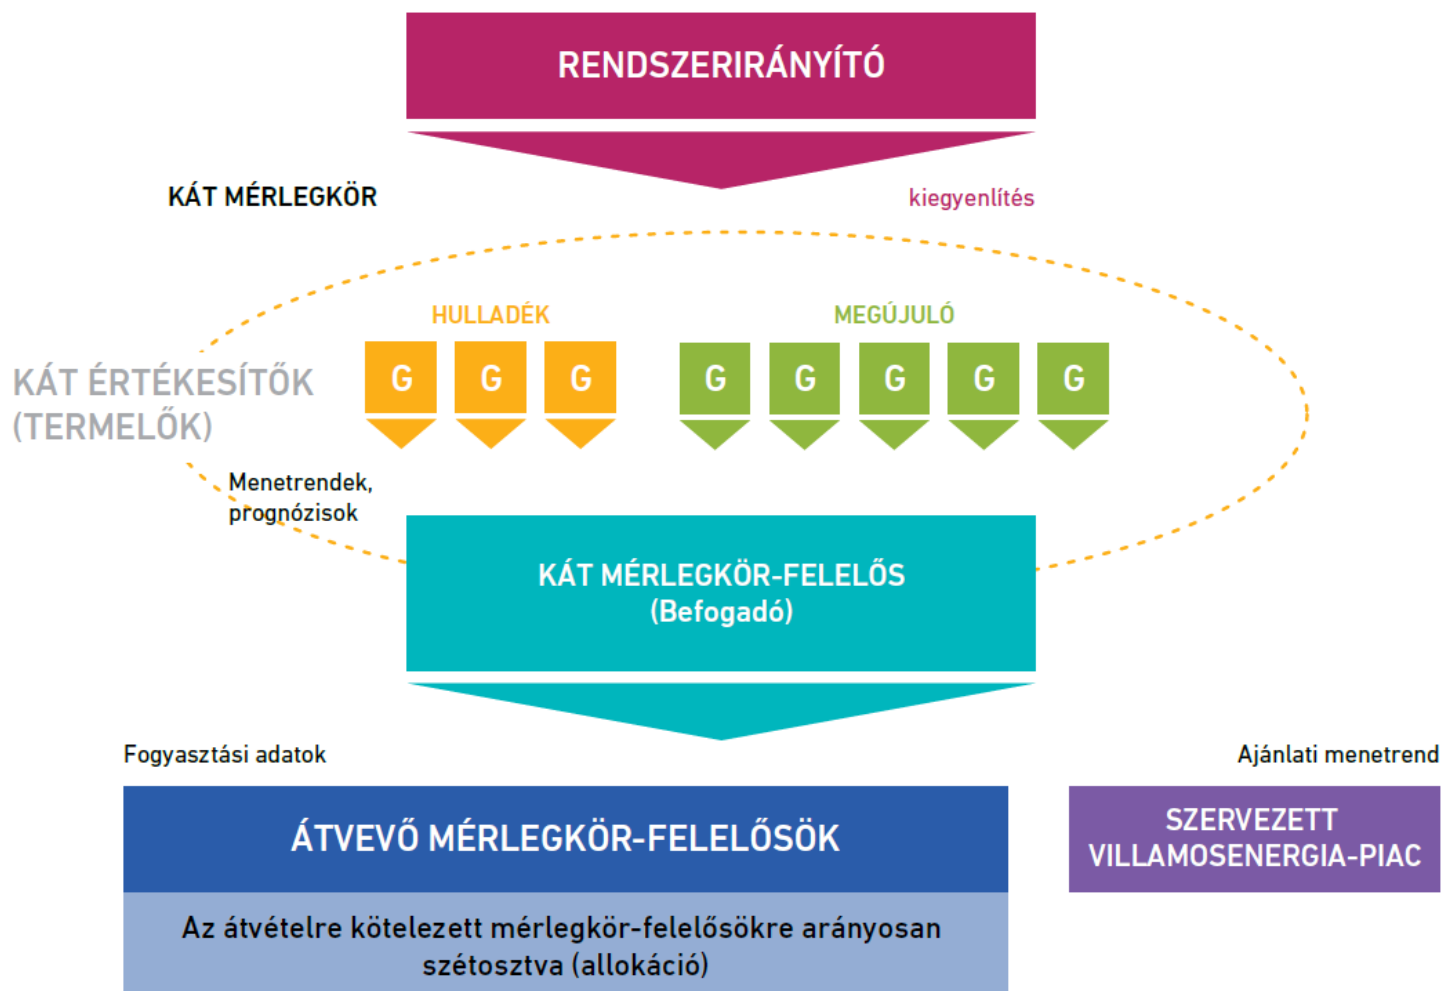 RENDSZERIRÁNYÍTÓ
KÁT MÉRLEGKÖR
kiegyenlítés
HULLADÉK
MEGÚJULÓ
KÁT ÉRTÉKESÍTŐK
(TERMELŐK)
G G G
G G G G G
Menetrendek,
prognózisok
KÁT MÉRLEGKÖR-FELELŐS
(Befogadó)
Fogyasztási adatok
Ajánlati menetrend
ÁTVEVŐ MÉRLEGKÖR-FELELŐSÖK
SZERVEZETT
VILLAMOSENERGIA-PIAC
Az átvételre kötelezett mérlegkör-felelősökre arányosan
szétosztva (allokáció)